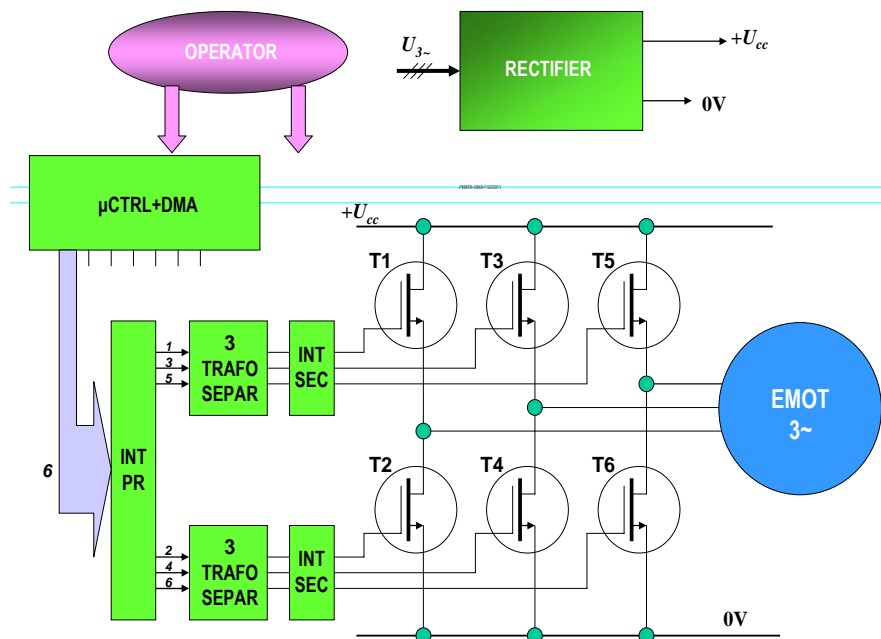 OPERATOR
U3~
RECTIFIER
+Ucc
0V
µCTRL+DMA
+Ucc
T1
T3
T5
1
3
5
3
TRAFO
SEPAR
INT
SEC
EMOT
3~
6
INT
PR
T2
T4
T6
2
4
6
3
TRAFO
SEPAR
INT
SEC
0V